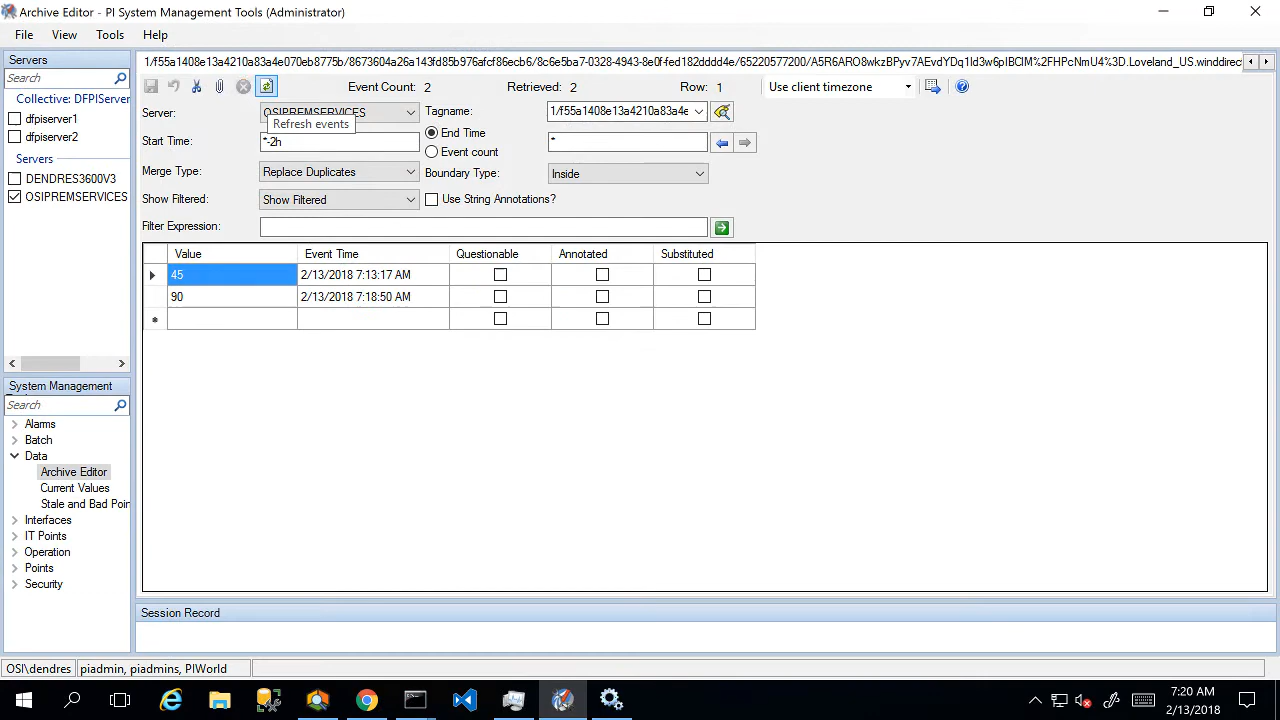 Archive Editor - PI System Management Tools (Administrator)
File View Tools Help
Servers
Search
Collective: DFPIServer
dfpiserver1
dfpiserver2
Servers
DENDRES3600V3
OSIPREMSERVICES
1/f55a1408e13a4210a83a4e070eb8775b/8673604a26a143fd85b976afcf86ecb6/8c6e5ba7-0328-4943-8e0f-fed182dddd4e/65220577200/A5R6ARO8wkzBPyv7AEvdYDq1Id3w6pIBCIM%2FHPcNmU4%3D.Loveland_US.winddirect
Event Count: 2 Retrieved: 2 Row: 1 Use client timezone
Server: OSIPREMSERVICES Tagname: 1/f55a1408e13a4210a83a4e
Refresh events
End Time *
Start Time: *-2h
Event count
Merge Type: Replace Duplicates Boundary Type: Inside
Show Filtered: Show Filtered Use String Annotations?
Filter Expression:
Value Event Time Questionable Annotated Substituted
45 2/13/2018 7:13:17 AM
90 2/13/2018 7:18:50 AM
System Management
Search
Alarms
Batch
Data
Archive Editor
Current Values
Stale and Bad Poin
Interfaces
IT Points
Operation
Points
Security
Session Record
OSI\dendres piadmin, piadmins, PIWorld
7:20 AM
2/13/2018